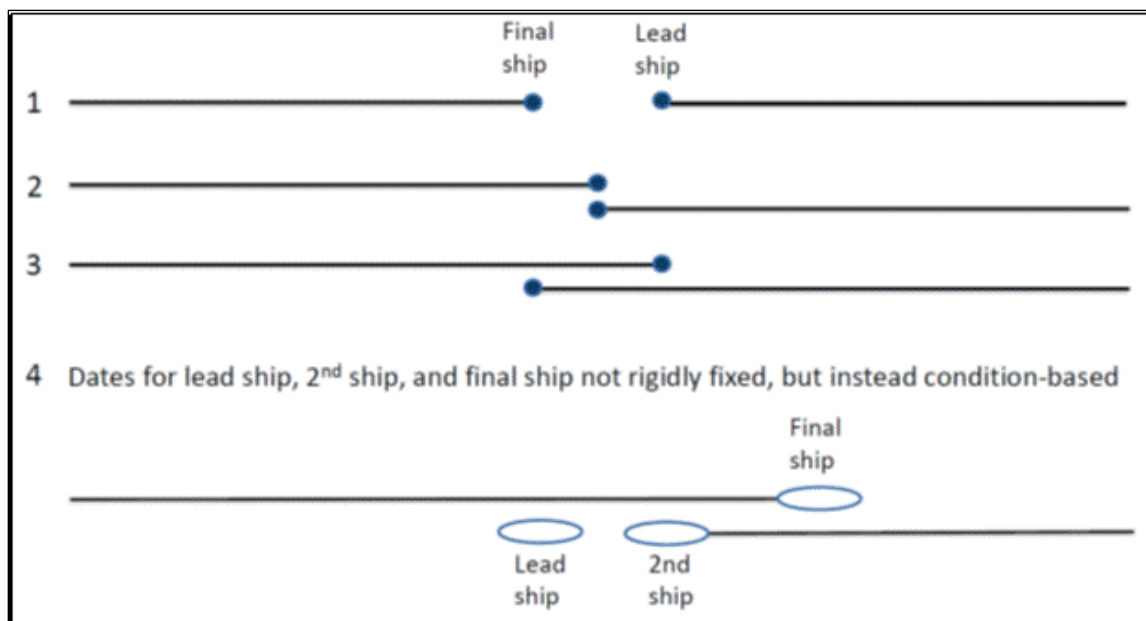 Final Lead
ship ship
1
2
3
4 Dates for lead ship, 2nd ship, and final ship not rigidly fixed, but instead condition-based
Final
ship
Lead 2nd
ship ship